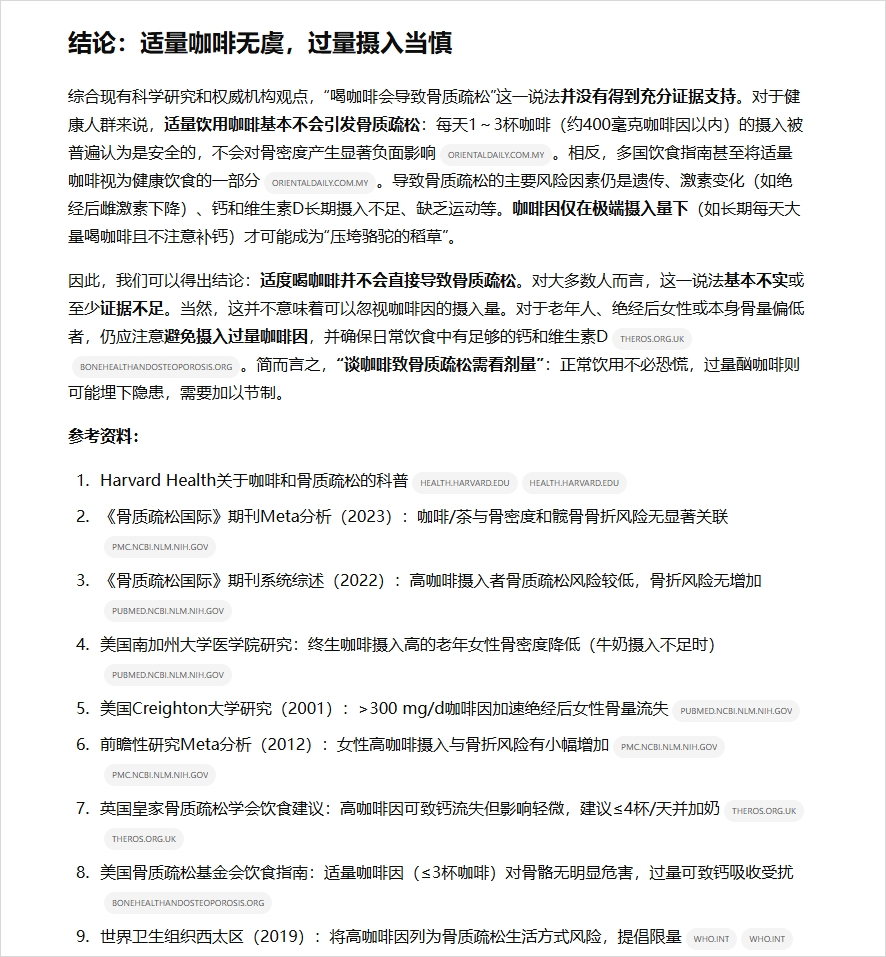 结论：适量咖啡无虞，过量摄入当慎
综合现有科学研究和权威机构观点，“喝咖啡会导致骨质疏松”这一说法并没有得到充分证据支持。对于健
康人群来说，适量饮用咖啡基本不会引发骨质疏松：每天1～3杯咖啡（约400毫克咖啡因以内）的摄入被
普遍认为是安全的，不会对骨密度产生显著负面影响 ORIENTALDAILY.COM.MY 。相反，多国饮食指南甚至将适量
咖啡视为健康饮食的一部分 ORIENTALDAILY.COM.MY 。导致骨质疏松的主要风险因素仍是遗传、激素变化（如绝
经后雌激素下降）、钙和维生素D长期摄入不足、缺乏运动等。咖啡因仅在极端摄入量下（如长期每天大
量喝咖啡且不注意补钙）才可能成为“压垮骆驼的稻草”。
因此，我们可以得出结论：适度喝咖啡并不会直接导致骨质疏松。对大多数人而言，这一说法基本不实或
至少证据不足。当然，这并不意味着可以忽视咖啡因的摄入量。对于老年人、绝经后女性或本身骨量偏低
者，仍应注意避免摄入过量咖啡因，并确保日常饮食中有足够的钙和维生素D THEROS.ORG.UK
BONEHEALTHANDOSTEOPOROSIS.ORG 。简而言之，“谈咖啡致骨质疏松需看剂量”：正常饮用不必恐慌，过量酗咖啡则
可能埋下隐患，需要加以节制。
参考资料：
1. Harvard Health关于咖啡和骨质疏松的科普 HEALTH.HARVARD.EDU HEALTH.HARVARD.EDU
2. 《骨质疏松国际》期刊Meta分析（2023）：咖啡/茶与骨密度和髋骨骨折风险无显著关联
PMC.NCBI.NLM.NIH.GOV
3. 《骨质疏松国际》期刊系统综述（2022）：高咖啡摄入者骨质疏松风险较低，骨折风险无增加
PUBMED.NCBI.NLM.NIH.GOV
4. 美国南加州大学医学院研究：终生咖啡摄入高的老年女性骨密度降低（牛奶摄入不足时）
PUBMED.NCBI.NLM.NIH.GOV
5. 美国Creighton大学研究（2001）：>300 mg/d咖啡因加速绝经后女性骨量流失 PUBMED.NCBI.NLM.NIH.GOV
6. 前瞻性研究Meta分析（2012）：女性高咖啡摄入与骨折风险有小幅增加 PMC.NCBI.NLM.NIH.GOV
PMC.NCBI.NLM.NIH.GOV
7. 英国皇家骨质疏松学会饮食建议：高咖啡因可致钙流失但影响轻微，建议≤4杯/天并加奶 THEROS.ORG.UK
THEROS.ORG.UK
8. 美国骨质疏松基金会饮食指南：适量咖啡因（≤3杯咖啡）对骨骼无明显危害，过量可致钙吸收受扰
BONEHEALTHANDOSTEOPOROSIS.ORG
9. 世界卫生组织西太区（2019）：将高咖啡因列为骨质疏松生活方式风险，提倡限量 WHO.INT WHO.INT